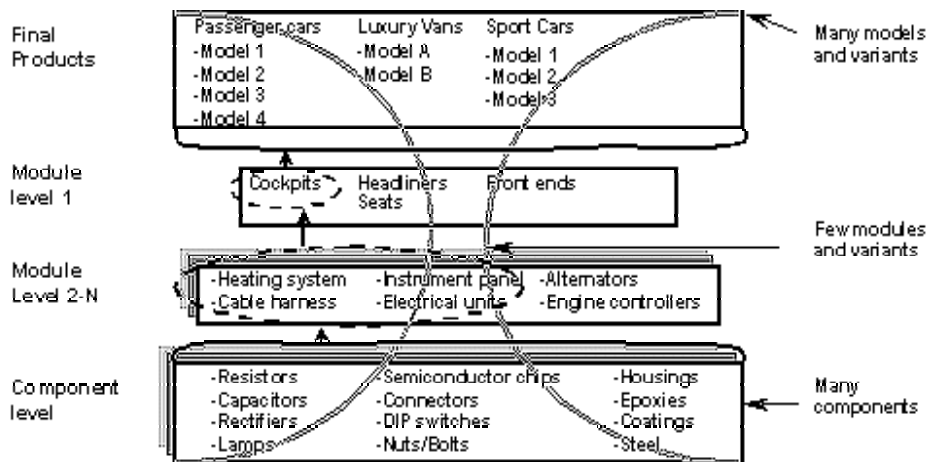 Final
Products
Passenger cars
-Model 1
-Model 2
-Model 3
-Model 4
Luxury Vans
-Model A
-Model B
Sport Cars
-Model 1
-Model 2
-Model 3
Many models
and variants
Module
level 1
Cockpits
Headliners
Seats
Front ends
Few modules
and variants
Module
Level 2-N
-Heating system
-Cable harness
-Instrument panel
-Electrical units
-Alternators
-Engine controllers
Component
level
-Resistors
-Capacitors
-Rectifiers
-Lamps
-Semiconductor chips
-Connectors
-DIP switches
-Nuts/Bolts
-Housings
-Epoxies
-Coatings
-Steel
Many
components